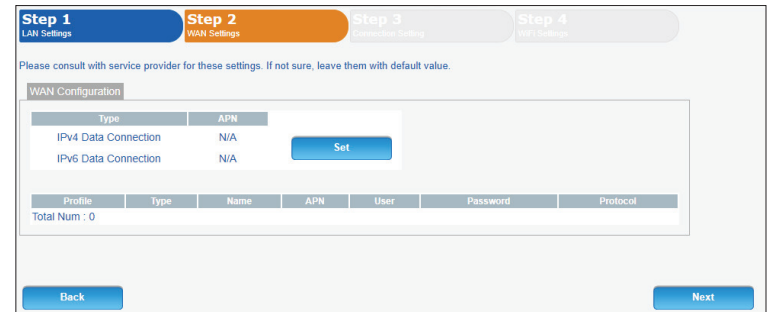 Step 1 Step 2 Step 3 Step 4
LAN Settings WAN Settings Connection Setting WiFi Settings
Please consult with service provider for these settings. If not sure, leave them with default value.
WAN Configuration
Type APN
IPv4 Data Connection N/A
Set
IPv6 Data Connection N/A
Profile Type Name APN User Password Protocol
Total Num : 0
Back Next